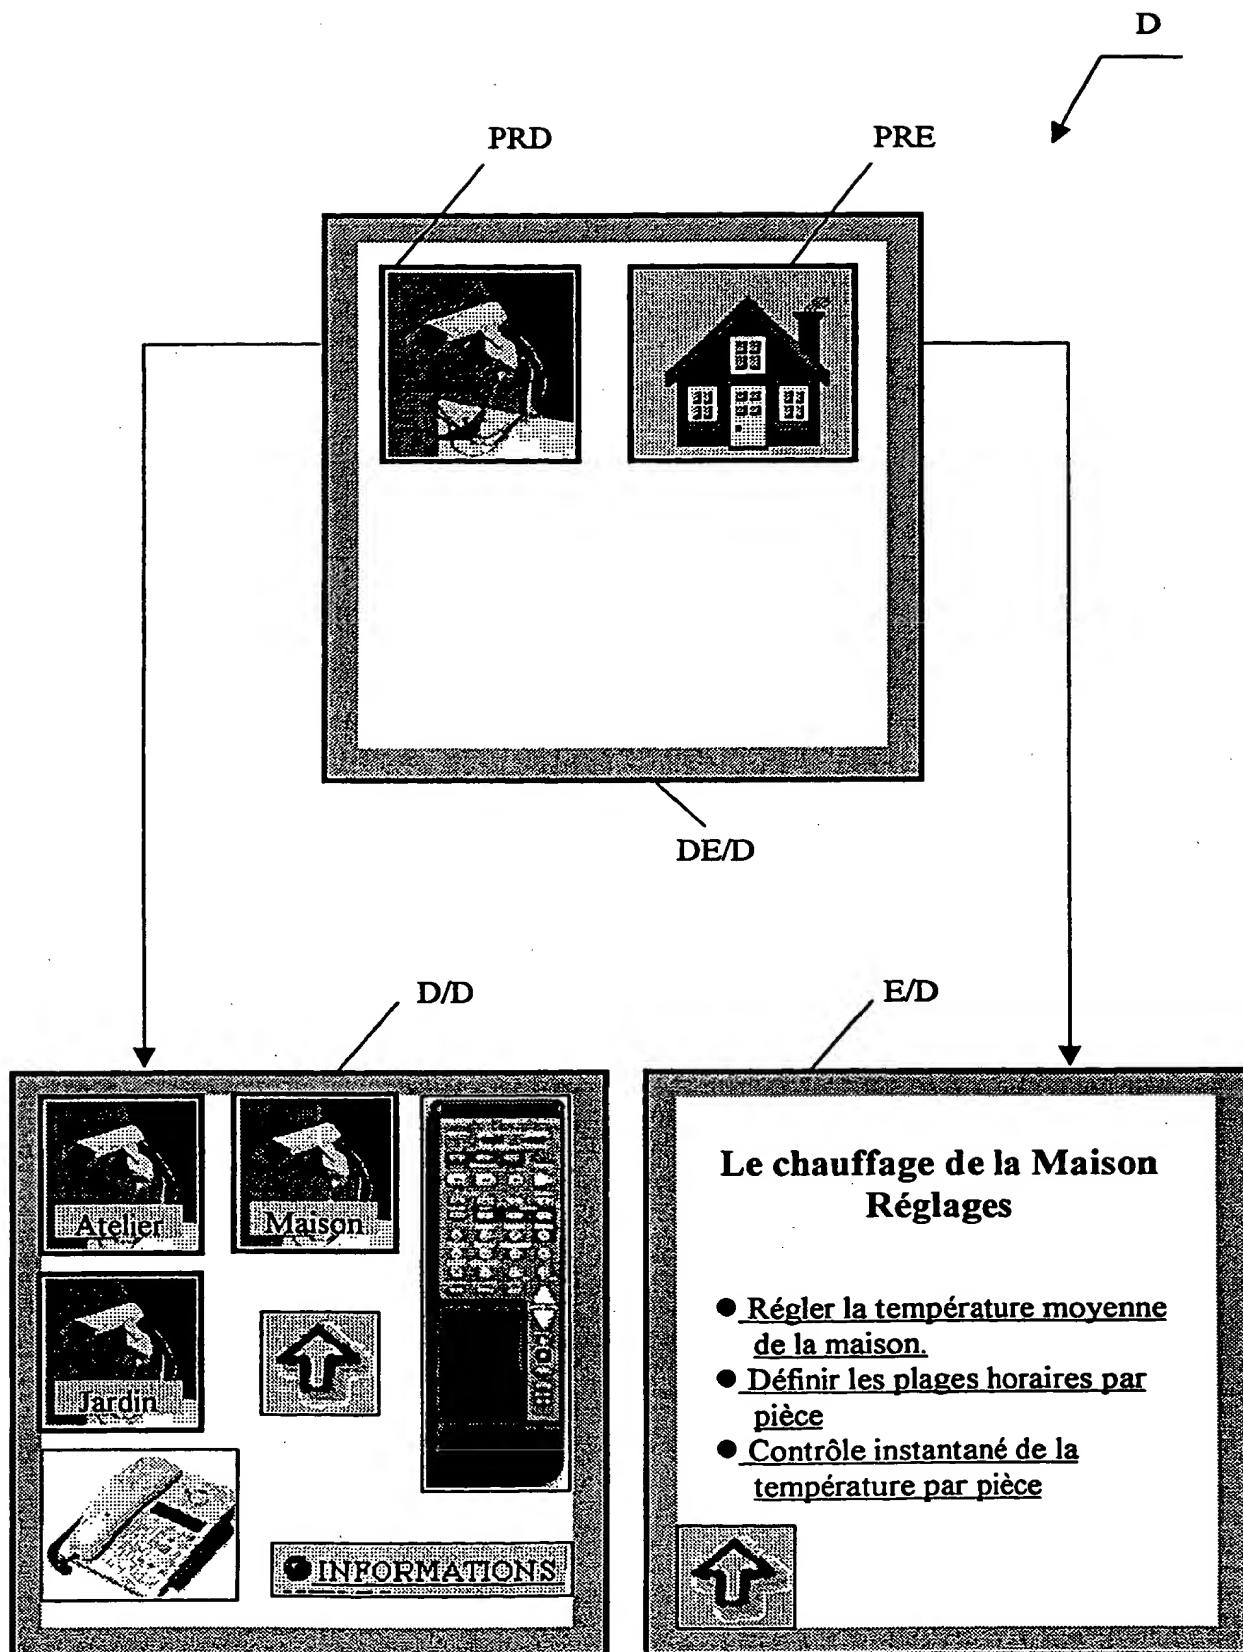 D
PRD
PRE
DE/D
D/D
E/D
Atelier
Maison
Jardin
INFORMATIONS
Le chauffage de la Maison
Réglages
● Régler la température moyenne
de la maison.
● Définir les plages horaires par
pièce
● Contrôle instantané de la
température par pièce